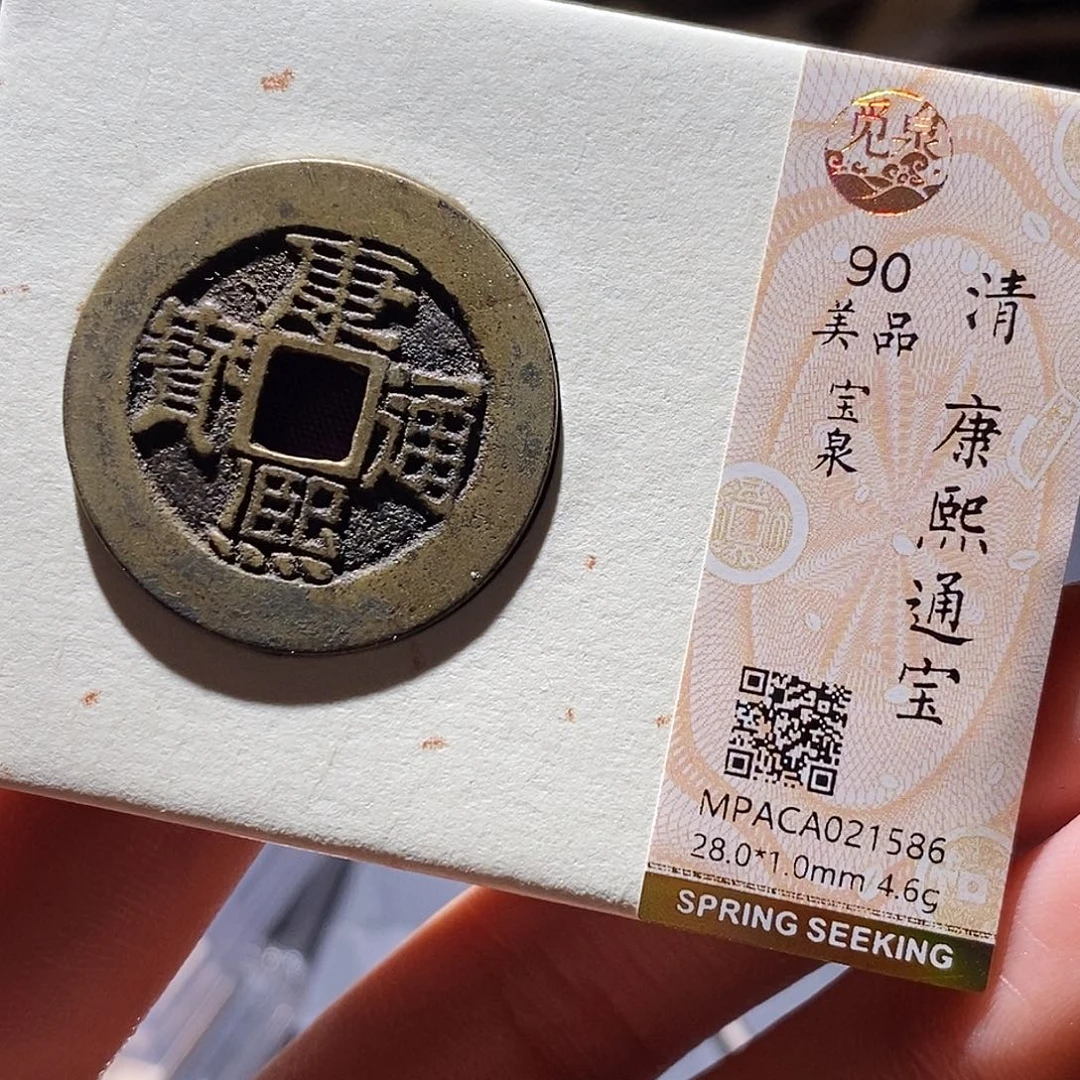 康熙通寶
觅泉
90
美品
宝泉
清 康熙通宝
MPACA021586
28.0*1.0mm 4.6g
SPRING SEEKING